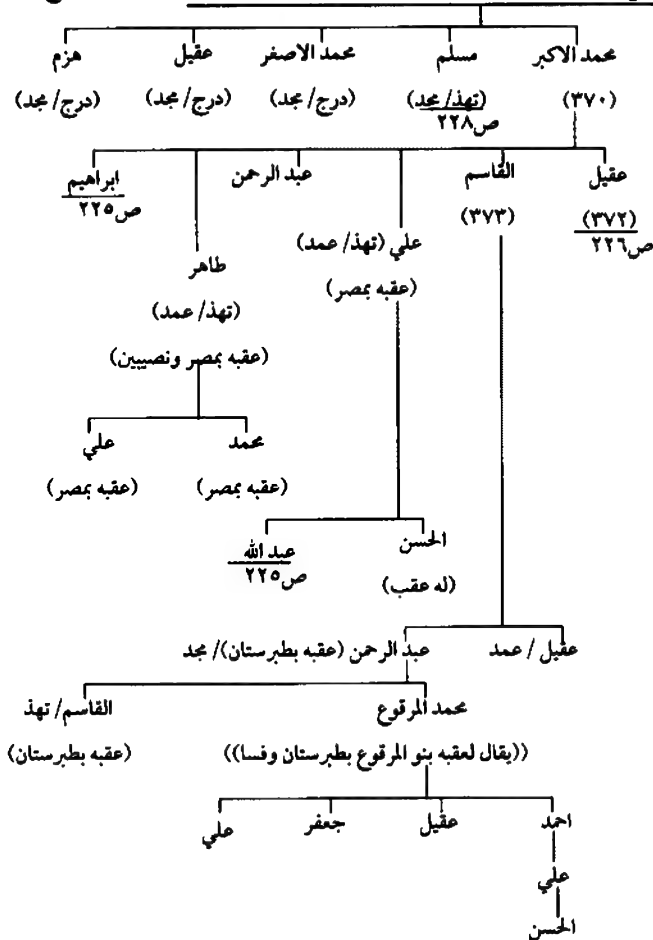 محمد الاكبر مسلم محمد الاصغر عقيل هزم
(٣٧٠) (تهذ/مجد) (درج/مجد) (درج/مجد) (درج/مجد)
ص٢٢٨
عقيل القاسم عبد الرحمن ابراهيم
(٣٧٢) (٣٧٣) ص٢٢٥
ص٢٢٦
علي (تهذ/عمد) طاهر
(عقبه بمصر) (تهذ/عمد)
(عقبه بمصر ونصيبين)
محمد علي
(عقبه بمصر) (عقبه بمصر)
الحسن عبد الله
(له عقب) ص٢٢٥
عقيل/عمد عبد الرحمن (عقبه بطبرستان)/مجد
محمد المرقوع القاسم/تهذ
((يقال لعقبه بنو المرقوع بطبرستان وفسا)) (عقبه بطبرستان)
احمد عقيل جعفر علي
علي
الحسن